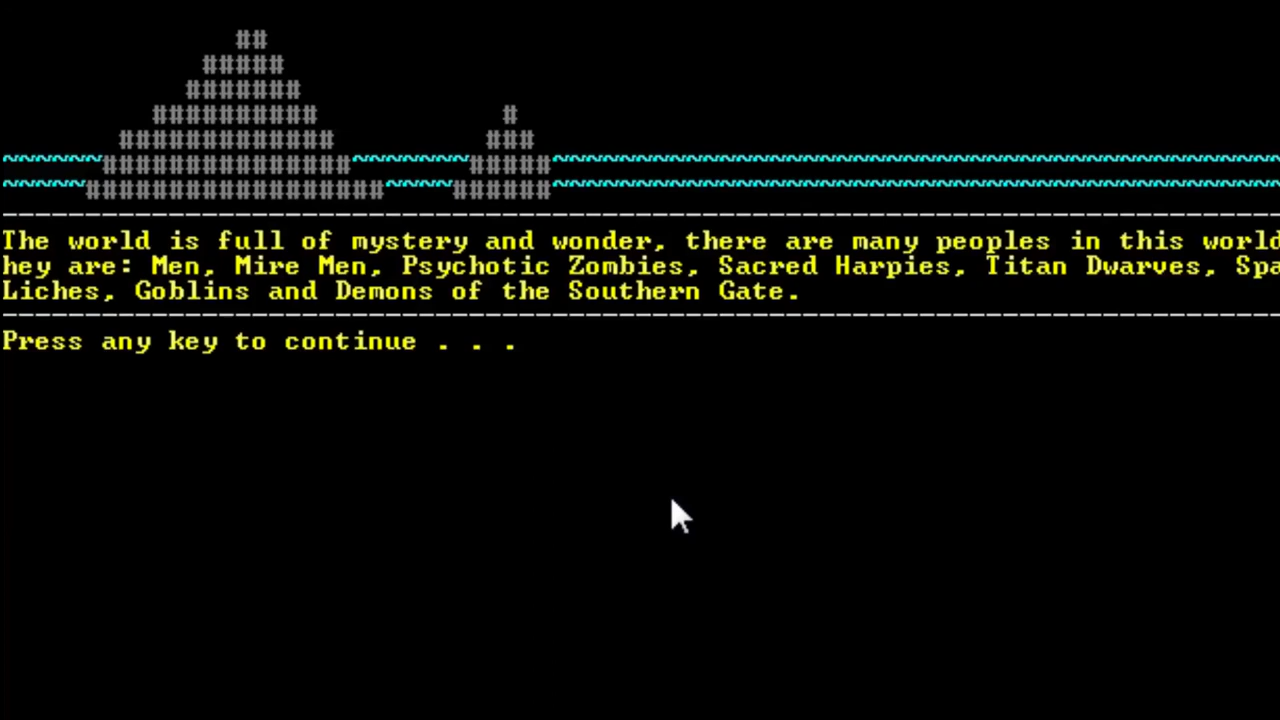 The world is full of mystery and wonder, there are many peoples in this world
hey are: Men, Mire Men, Psychotic Zombies, Sacred Harpies, Titan Dwarves, Spa
Liches, Goblins and Demons of the Southern Gate.
Press any key to continue . . .